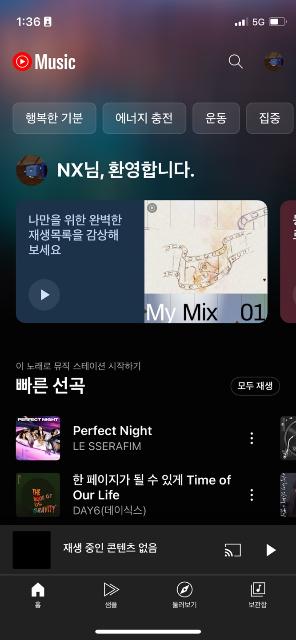 1:36
5G
Music
행복한 기분
에너지 충전
운동
집중
NX님, 환영합니다.
나만을 위한 완벽한
재생목록을 감상해
보세요
My Mix 01
이 노래로 뮤직 스테이션 시작하기
빠른 선곡
모두 재생
PERFECT NIGHT
Perfect Night
LE SSERAFIM
THE BOOK OF US
GRAVITY
한 페이지가 될 수 있게 Time of
Our Life
DAY6(데이식스)
재생 중인 콘텐츠 없음
홈
샘플
둘러보기
보관함